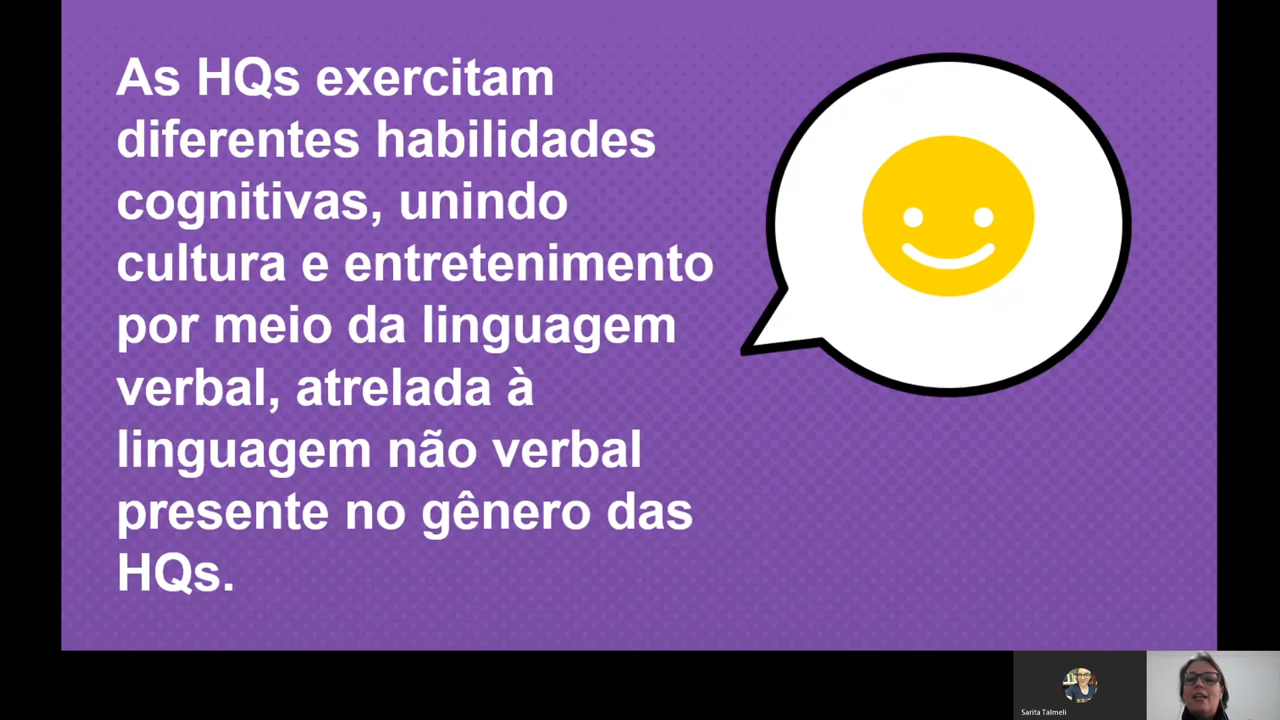 As HQs exercitam
diferentes habilidades
cognitivas, unindo
cultura e entretenimento
por meio da linguagem
verbal, atrelada à
linguagem não verbal
presente no gênero das
HQs.
Sarita Talmeli